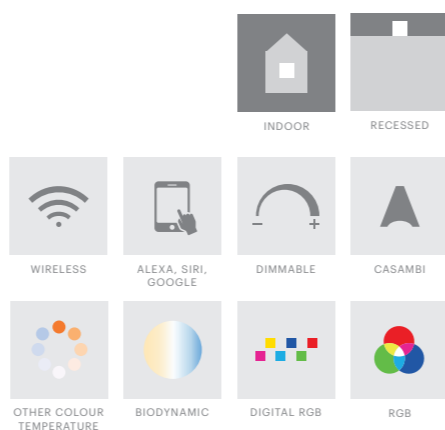 INDOOR
RECESSED
WIRELESS
ALEXA, SIRI,
GOOGLE
DIMMABLE
CASAMBI
OTHER COLOUR
TEMPERATURE
BIODYNAMIC
DIGITAL RGB
RGB